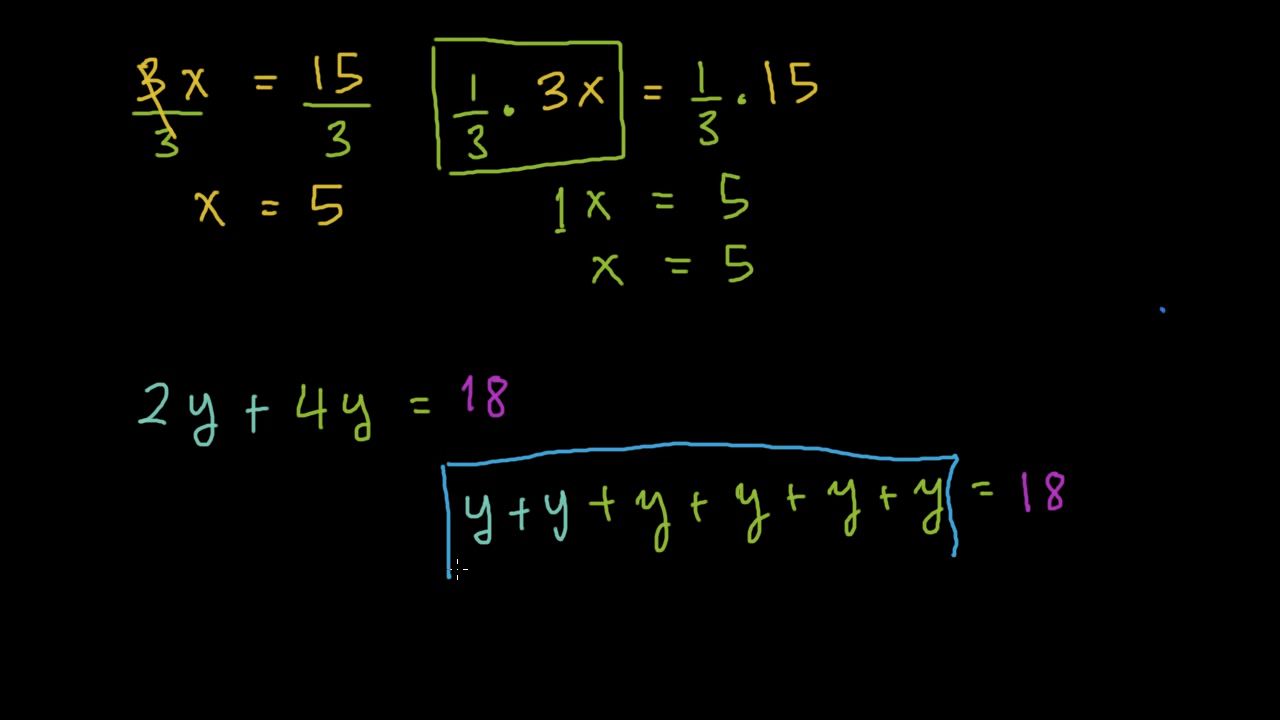 3x/3 = 15/3
x = 5
1/3 · 3x = 1/3 · 15
1x = 5
x = 5
2y + 4y = 18
y + y + y + y + y + y = 18